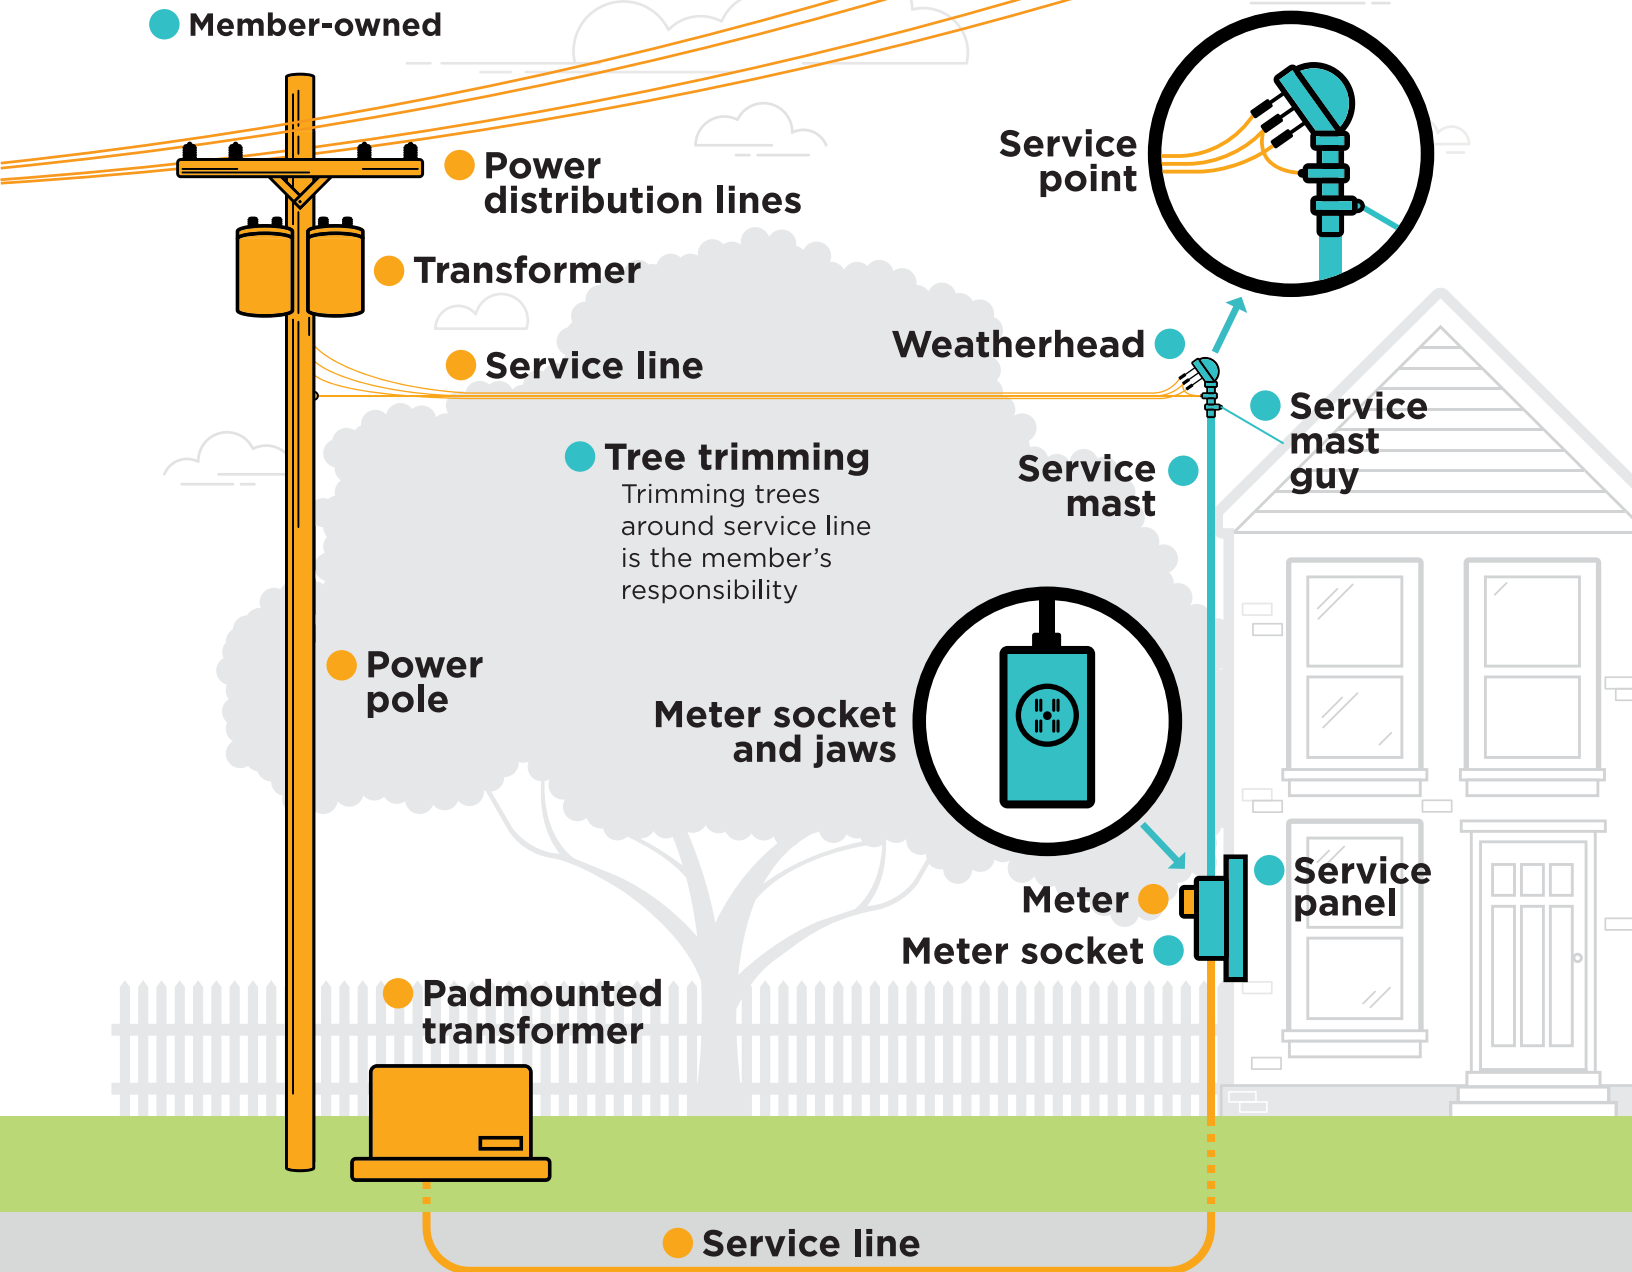 Member-owned
Power
distribution lines
Service
point
Transformer
Weatherhead
Service line
Service
mast
guy
Tree trimming
Trimming trees
around service line
is the member's
responsibility
Service
mast
Power
pole
Meter socket
and jaws
Service
panel
Meter
Meter socket
Padmounted
transformer
Service line